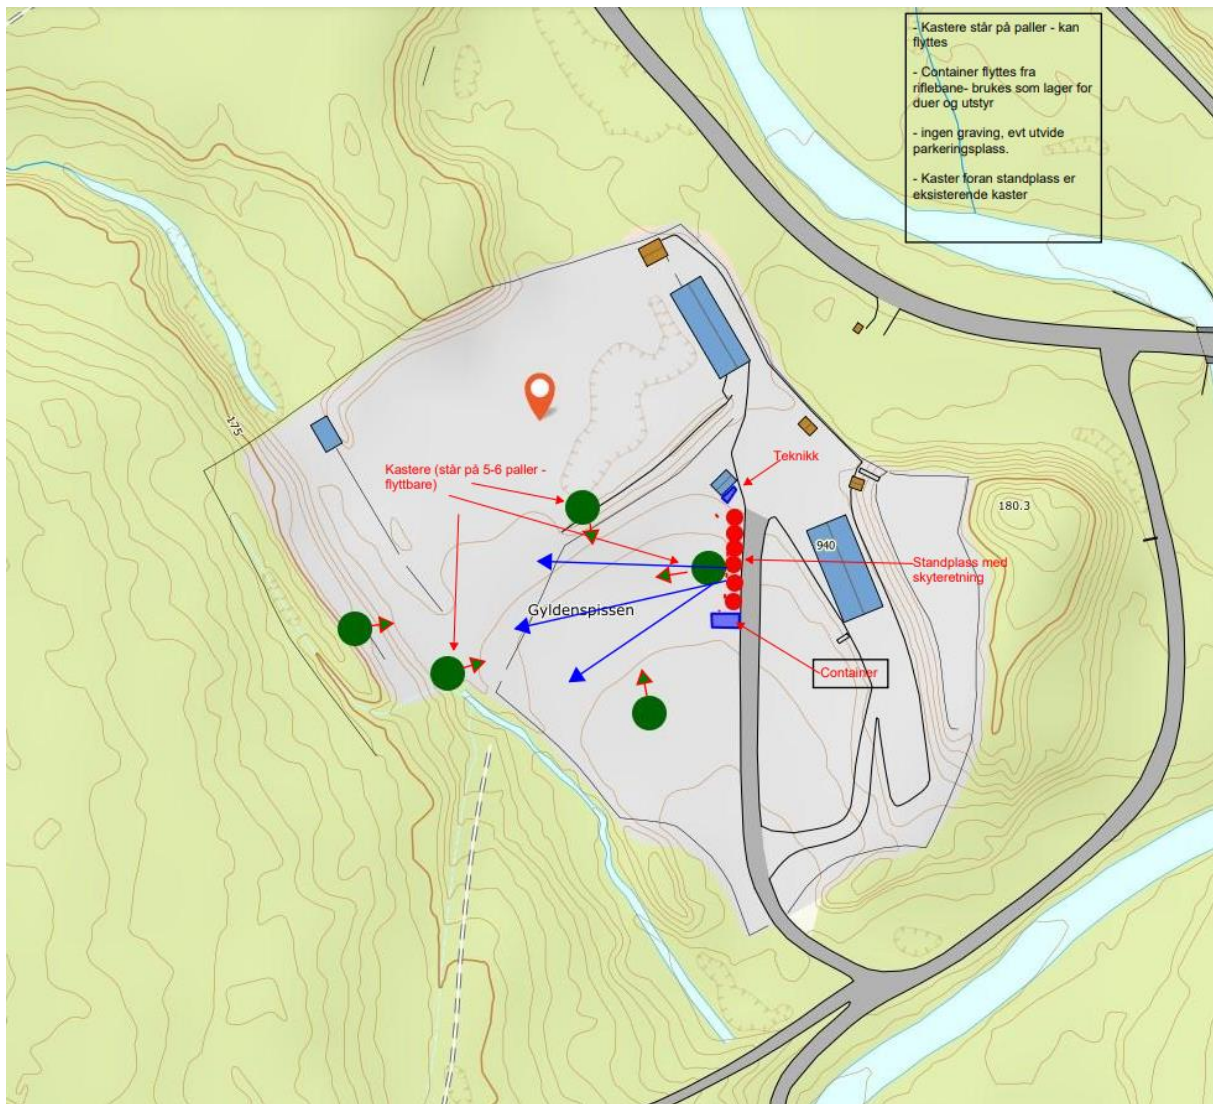 - Kastere står på paller - kan
flyttes
- Container flyttes fra
riflebane- brukes som lager for
duer og utstyr
- ingen graving, evt utvide
parkeringsplass.
- Kaster foran standplass er
eksisterende kaster
175
Kastere (står på 5-6 paller -
flyttbare)
Teknikk
180.3
940
Standplass med
skyteretning
Gyldenspissen
Container